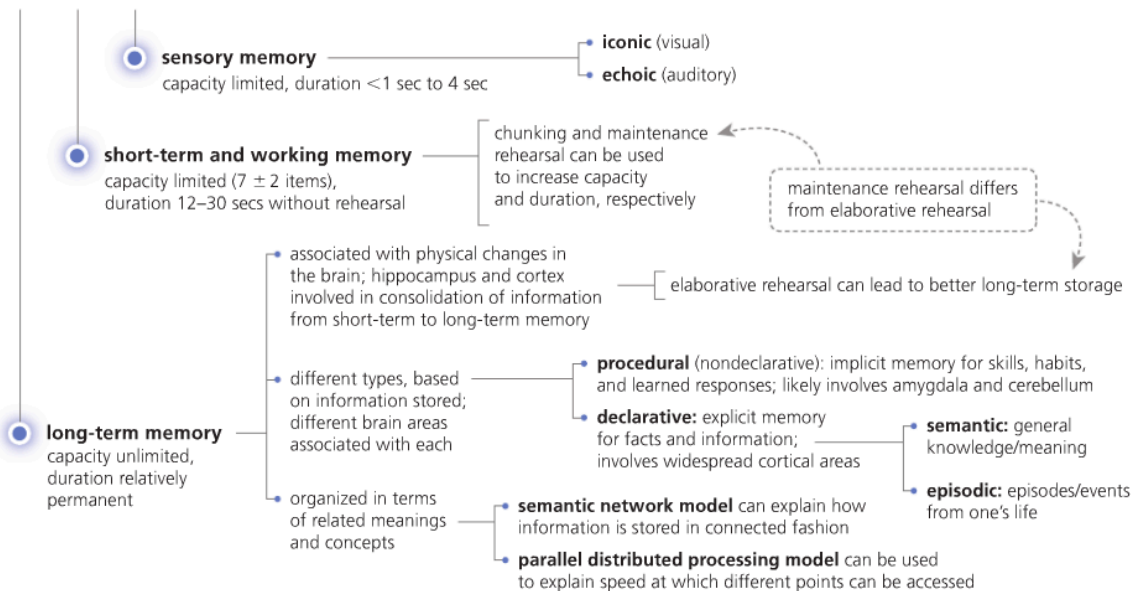 sensory memory
capacity limited, duration <1 sec to 4 sec
iconic (visual)
echoic (auditory)
short-term and working memory
capacity limited (7 ± 2 items),
duration 12–30 secs without rehearsal
chunking and maintenance
rehearsal can be used
to increase capacity
and duration, respectively
maintenance rehearsal differs
from elaborative rehearsal
long-term memory
capacity unlimited,
duration relatively
permanent
associated with physical changes in
the brain; hippocampus and cortex
involved in consolidation of information
from short-term to long-term memory
elaborative rehearsal can lead to better long-term storage
different types, based
on information stored;
different brain areas
associated with each
procedural (nondeclarative): implicit memory for skills, habits,
and learned responses; likely involves amygdala and cerebellum
declarative: explicit memory
for facts and information;
involves widespread cortical areas
semantic: general
knowledge/meaning
episodic: episodes/events
from one's life
organized in terms
of related meanings
and concepts
semantic network model can explain how
information is stored in connected fashion
parallel distributed processing model can be used
to explain speed at which different points can be accessed